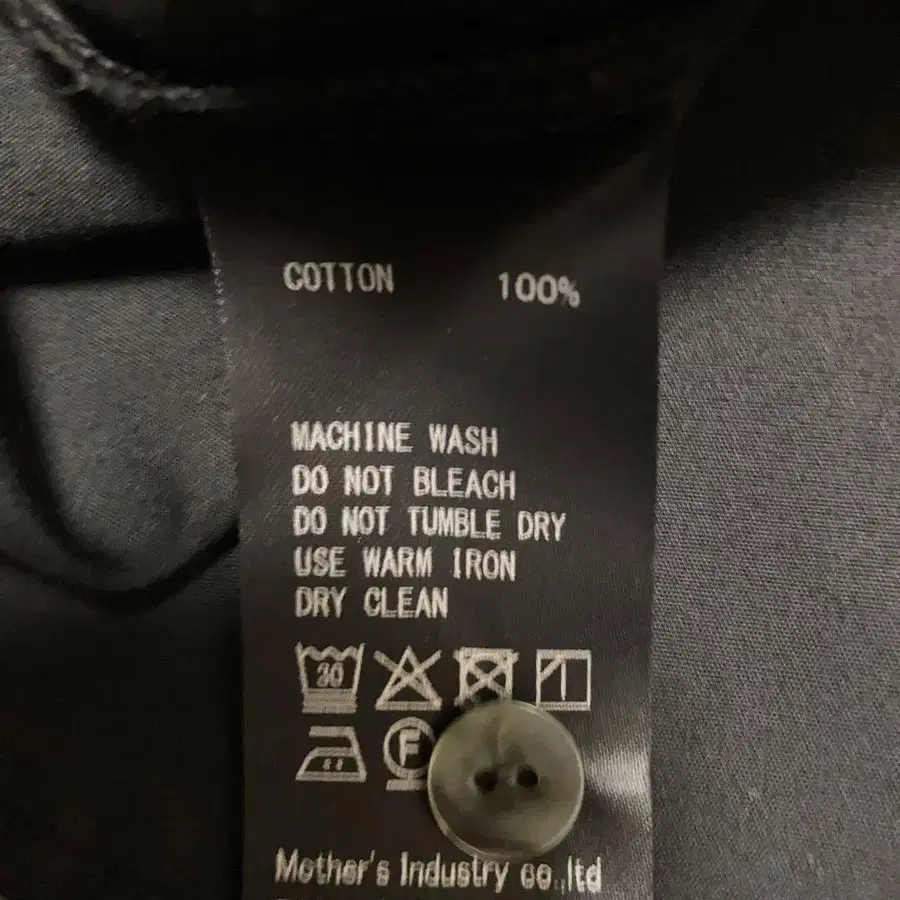 COTTON 100%
MACHINE WASH
DO NOT BLEACH
DO NOT TUMBLE DRY
USE WARM IRON
DRY CLEAN
30
F
Mother's Industry co.,ltd